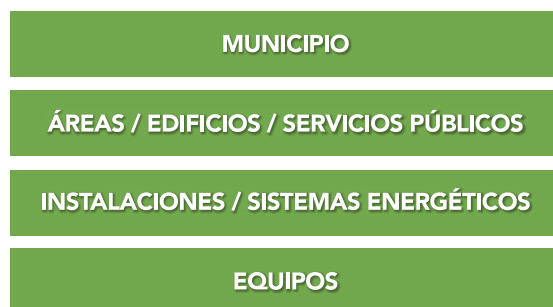 MUNICIPIO
ÁREAS / EDIFICIOS / SERVICIOS PÚBLICOS
INSTALACIONES / SISTEMAS ENERGÉTICOS
EQUIPOS